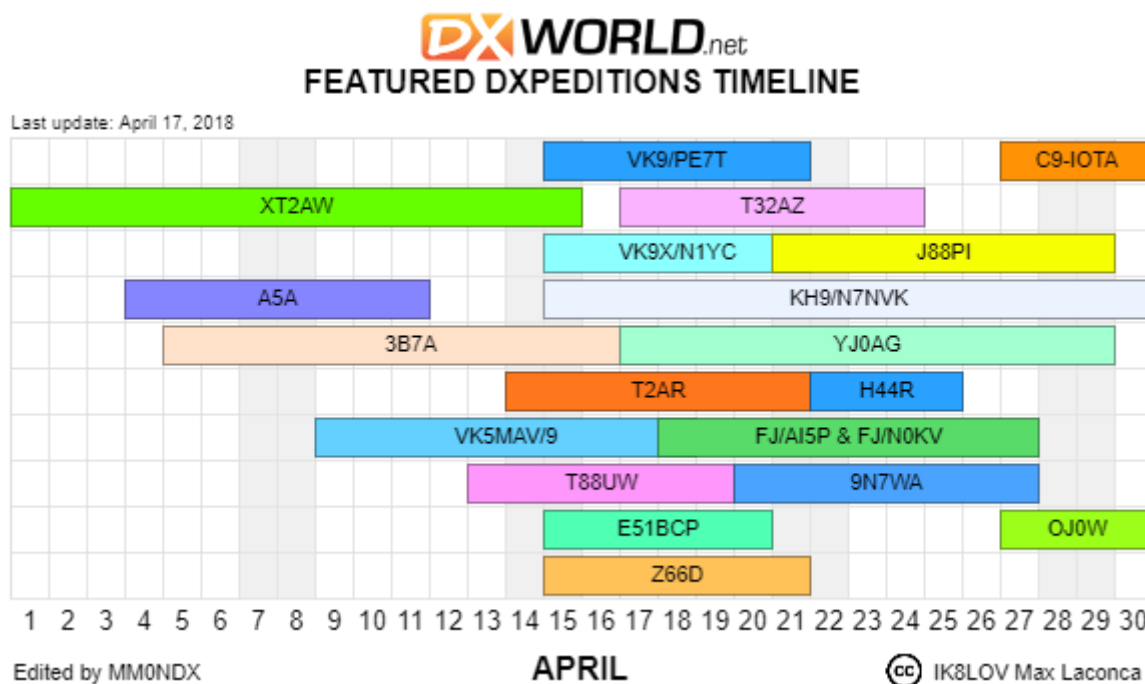 DX WORLD.net
FEATURED DXPEDITIONS TIMELINE
Last update: April 17, 2018
VK9/PE7T C9-IOTA
XT2AW T32AZ
VK9X/N1YC J88PI
A5A KH9/N7NVK
3B7A YJ0AG
T2AR H44R
VK5MAV/9 FJ/AI5P & FJ/N0KV
T88UW 9N7WA
E51BCP OJ0W
Z66D
1 2 3 4 5 6 7 8 9 10 11 12 13 14 15 16 17 18 19 20 21 22 23 24 25 26 27 28 29 30
Edited by MM0NDX APRIL cc IK8LOV Max Laconca